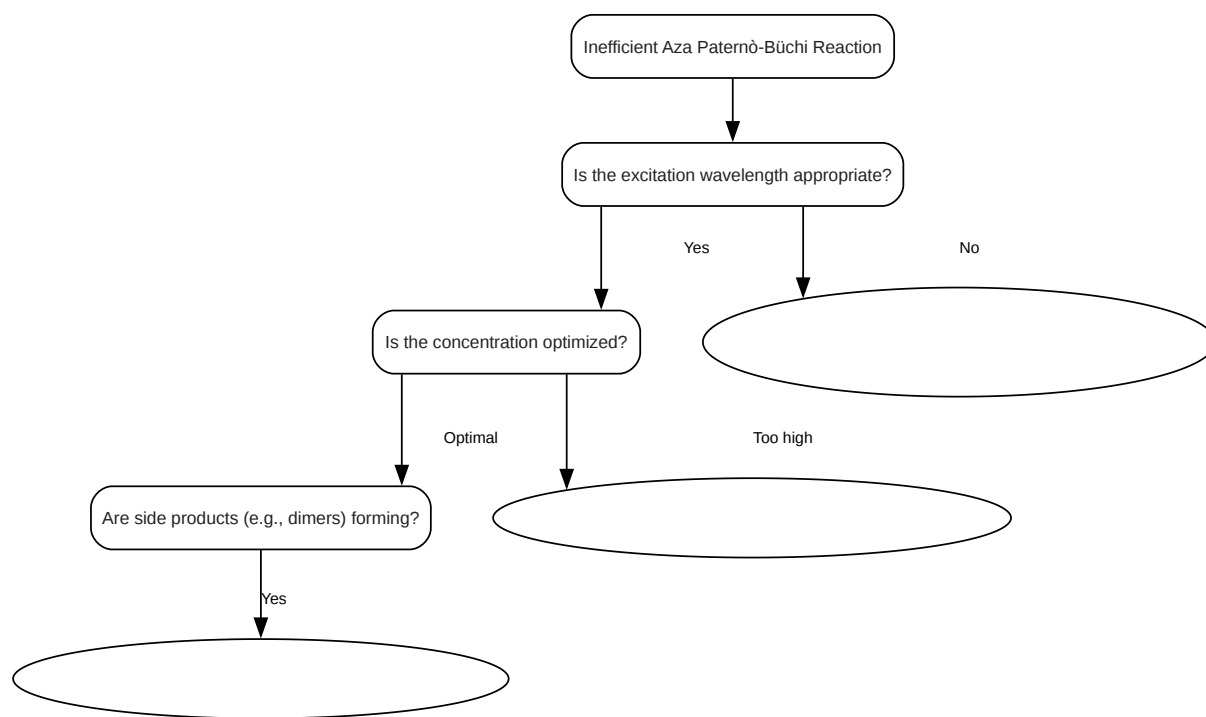 Inefficient Aza Paternò-Büchi Reaction
Is the excitation wavelength appropriate?
Yes
No
Is the concentration optimized?
Optimal
Too high
Are side products (e.g., dimers) forming?
Yes